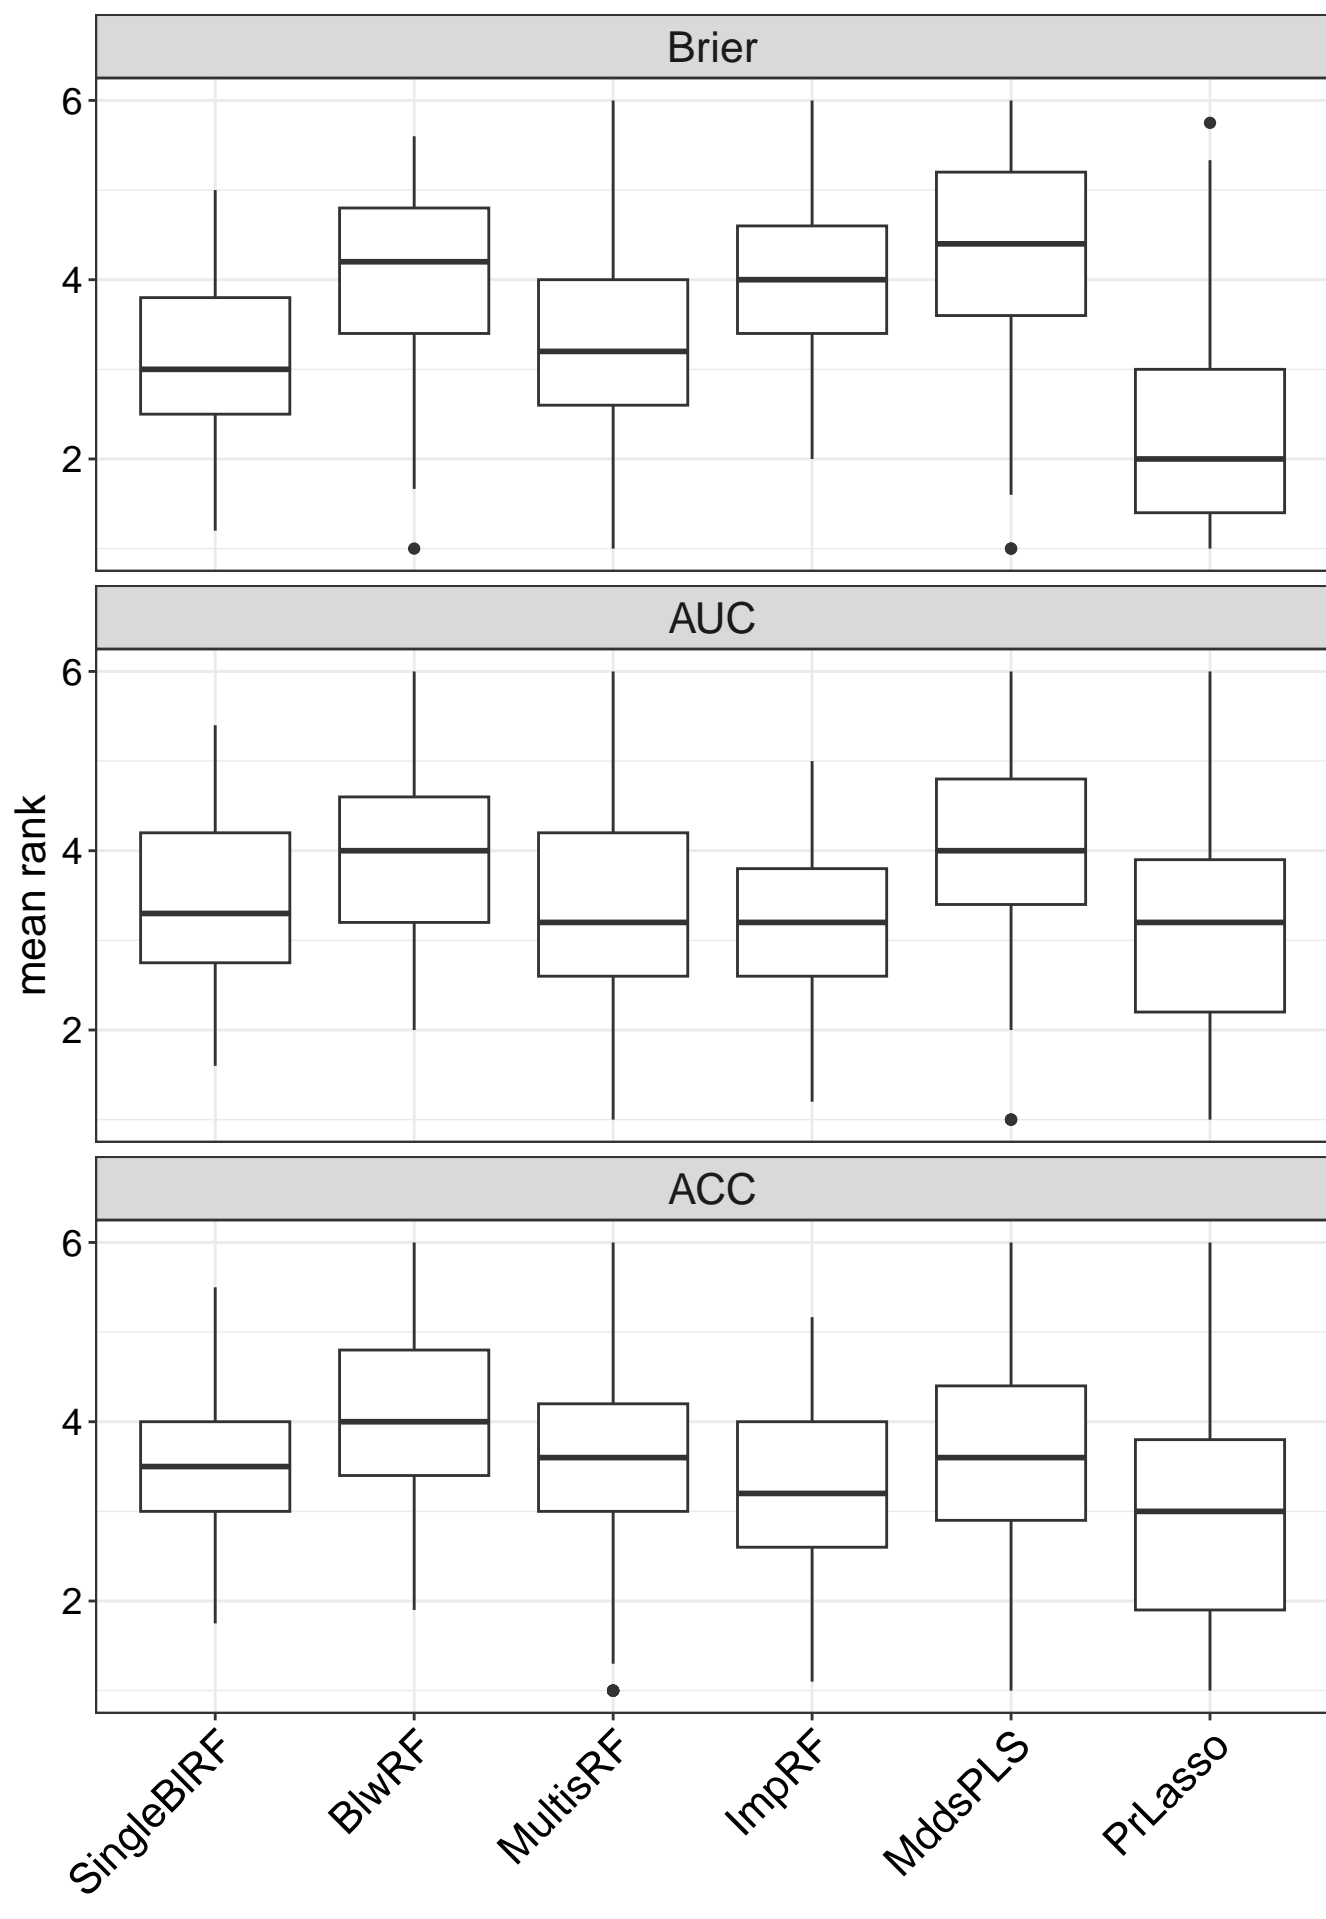 Brier
6
4
2
AUC
6
4
2
mean rank
ACC
6
4
2
SingleBlRF
BlwRF
MultisRF
ImpRF
MddsPLS
PrLasso